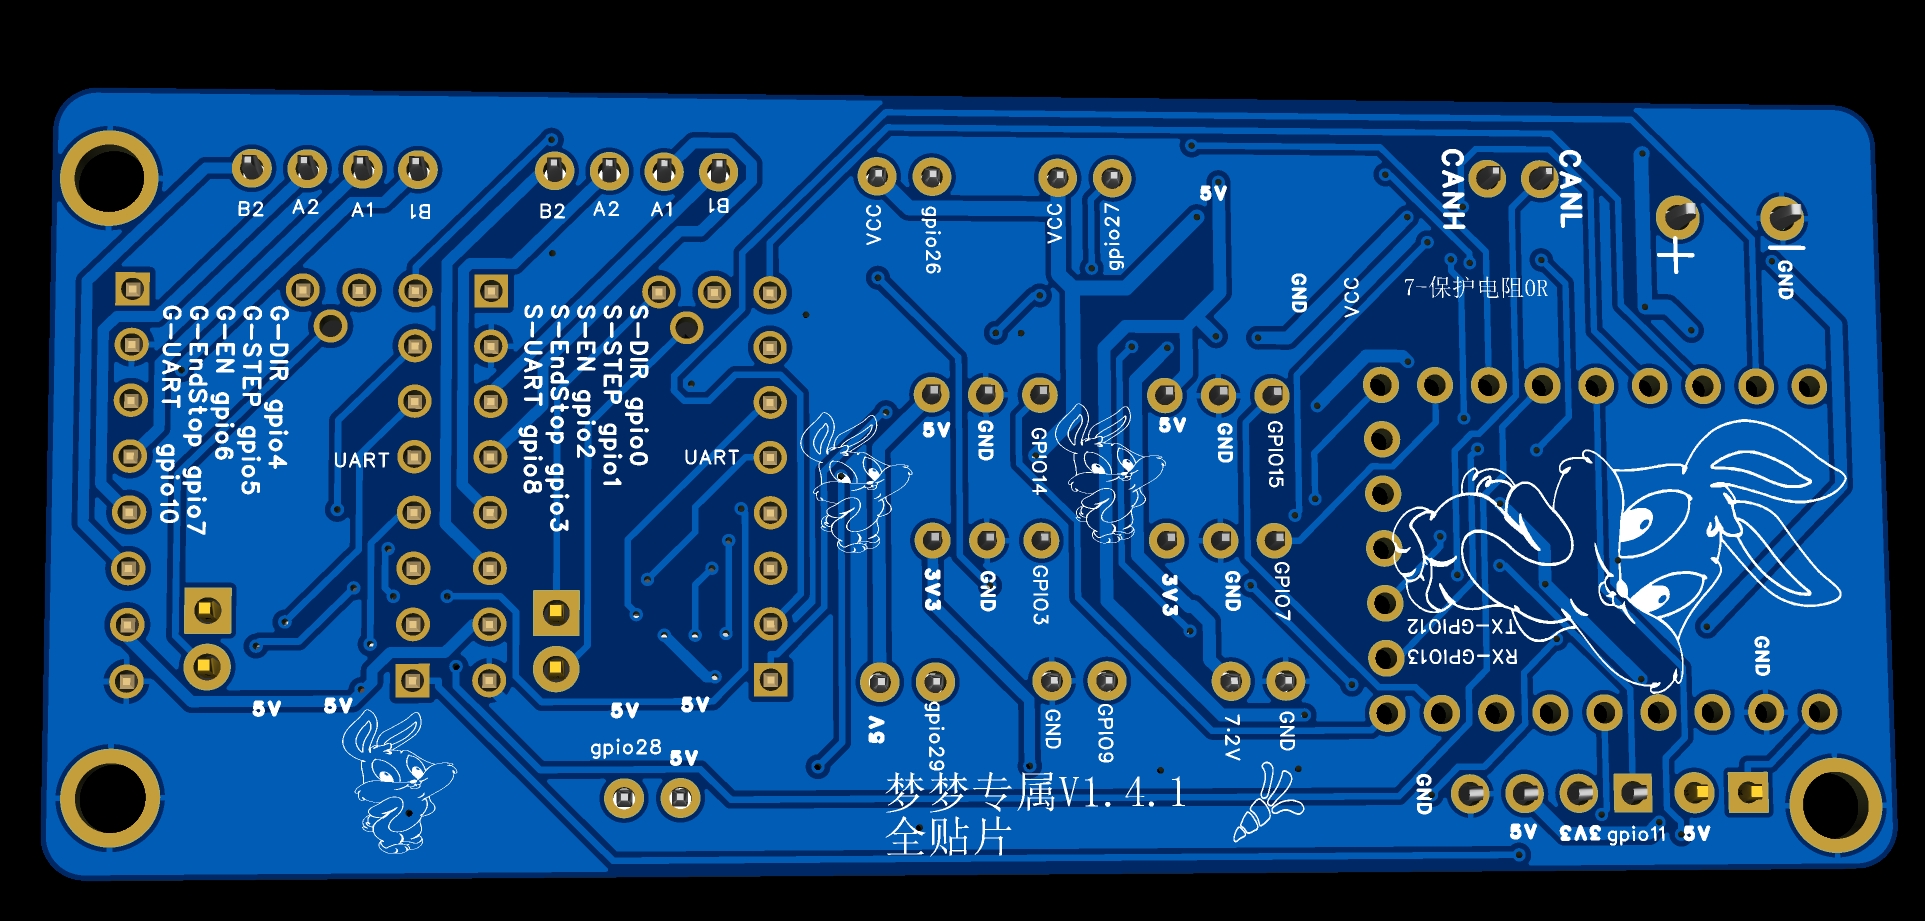 B2
A2
A1
B1
B2
A2
A1
B1
VCC
gpio26
VCC
gpio27
5V
CANH
CANL
+
-
GND
GND
VCC
7-保护电阻0R
G-DIR gpio4
G-STEP gpio5
G-EN gpio6
G-EndStop gpio7
G-UART gpio10
UART
S-DIR gpio0
S-STEP gpio1
S-EN gpio2
S-EndStop gpio3
S-UART gpio8
UART
5V
GND
GPIO14
5V
GND
GPIO15
3V3
GND
GPIO3
3V3
GND
GPIO7
TX-GPIO12
RX-GPIO13
GND
5V
5V
5V
5V
gpio28
5V
5V
gpio29
GND
GPIO9
7.2V
GND
梦梦专属V1.4.1
全贴片
GND
5V
3V3
gpio11
5V